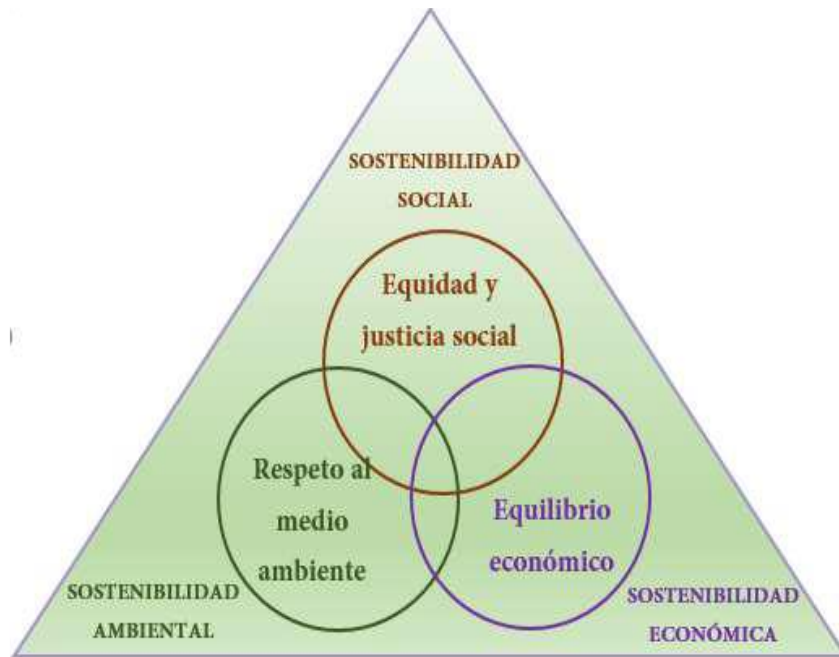 SOSTENIBILIDAD
SOCIAL
Equidad y
justicia social
Respeto al
medio
ambiente
Equilibrio
económico
SOSTENIBILIDAD
AMBIENTAL
SOSTENIBILIDAD
ECONÓMICA